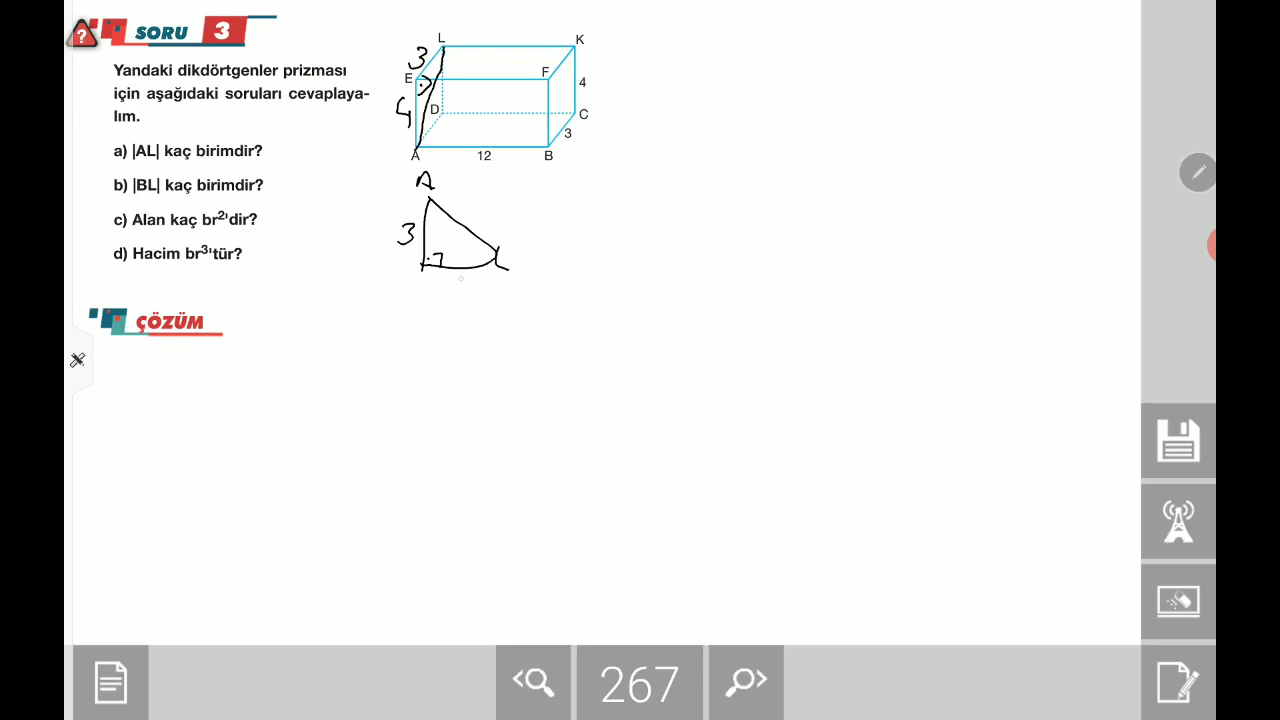 SORU 3
Yandaki dikdörtgenler prizması
için aşağıdaki soruları cevaplaya-
lım.
a) |AL| kaç birimdir?
b) |BL| kaç birimdir?
c) Alan kaç br²'dir?
d) Hacim br³'tür?
L K
3
E F
4
4
D C
3
A 12 B
A
3
L
ÇÖZÜM
267